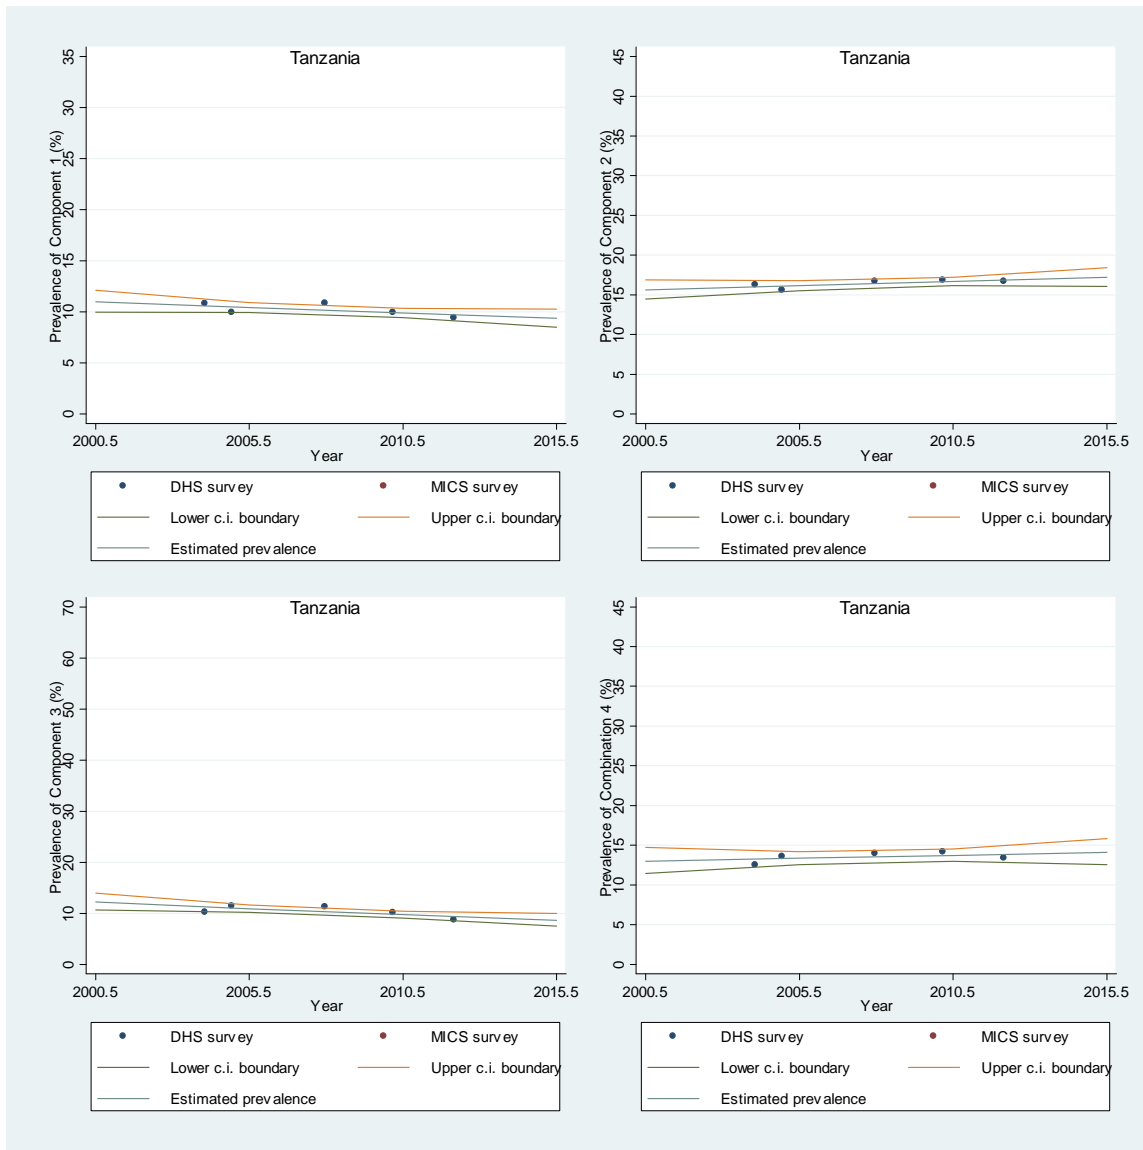 Tanzania
Prevalence of Component 1 (%)
35
30
25
20
15
10
5
0
2000.5 2005.5 2010.5 2015.5
Year
DHS survey MICS survey
Lower c.i. boundary Upper c.i. boundary
Estimated prevalence
Tanzania
Prevalence of Component 2 (%)
45
40
35
30
25
20
15
10
5
0
2000.5 2005.5 2010.5 2015.5
Year
DHS survey MICS survey
Lower c.i. boundary Upper c.i. boundary
Estimated prevalence
Tanzania
Prevalence of Component 3 (%)
70
60
50
40
30
20
10
0
2000.5 2005.5 2010.5 2015.5
Year
DHS survey MICS survey
Lower c.i. boundary Upper c.i. boundary
Estimated prevalence
Tanzania
Prevalence of Combination 4 (%)
45
40
35
30
25
20
15
10
5
0
2000.5 2005.5 2010.5 2015.5
Year
DHS survey MICS survey
Lower c.i. boundary Upper c.i. boundary
Estimated prevalence